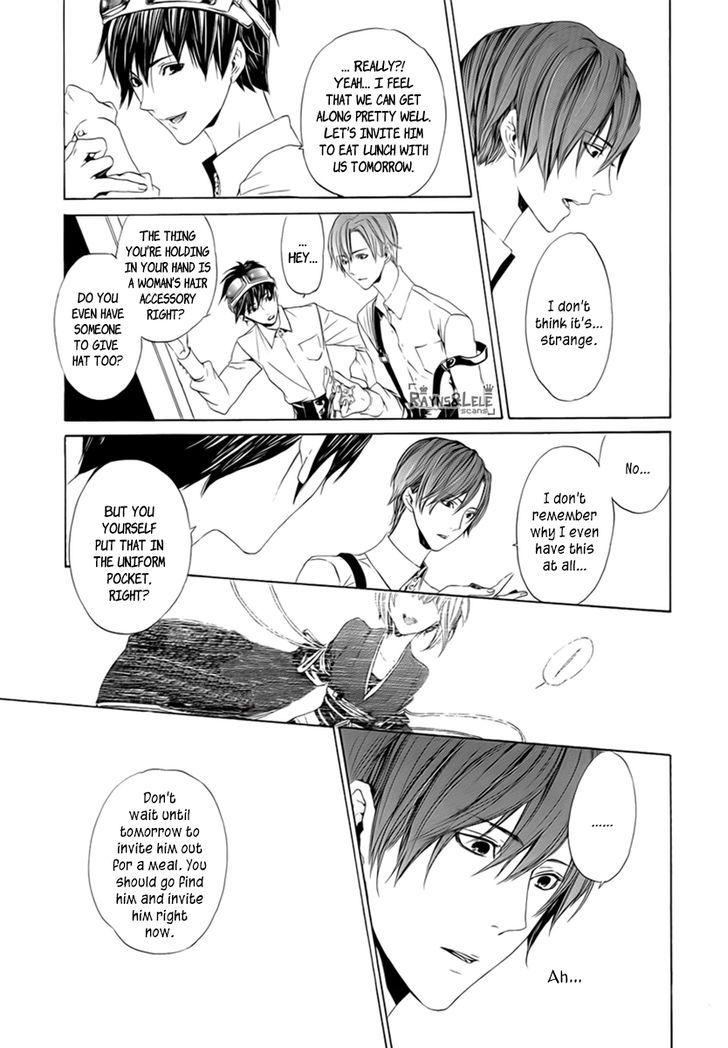 I don't
think it's...
strange.
... REALLY?!
YEAH... I FEEL
THAT WE CAN GET
ALONG PRETTY WELL.
LET'S INVITE HIM
TO EAT LUNCH WITH
US TOMORROW.
...
HEY...
THE THING
YOU'RE HOLDING
IN YOUR HAND IS
A WOMAN'S HAIR
ACCESSORY
RIGHT?
DO YOU
EVEN HAVE
SOMEONE
TO GIVE
HAT TOO?
RAYNS&LELE
scans
No...
I don't
remember
why I even
have this
at all...
BUT YOU
YOURSELF
PUT THAT IN
THE UNIFORM
POCKET,
RIGHT?
......
Ah...
Don't
wait until
tomorrow to
invite him out
for a meal. You
should go find
him and invite
him right
now.